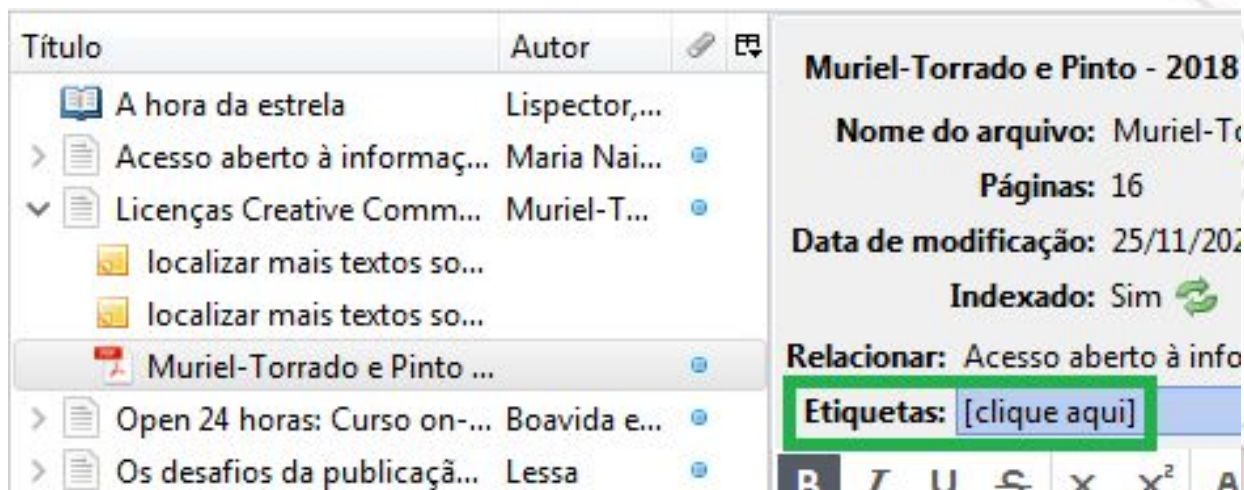 Título Autor
A hora da estrela Lispector,...
Acesso aberto à informaç... Maria Nai...
Licenças Creative Comm... Muriel-T...
localizar mais textos so...
localizar mais textos so...
Muriel-Torrado e Pinto ...
Open 24 horas: Curso on-... Boavida e...
Os desafios da publicaçã... Lessa
Muriel-Torrado e Pinto - 2018
Nome do arquivo: Muriel-To
Páginas: 16
Data de modificação: 25/11/202
Indexado: Sim
Relacionar: Acesso aberto à info
Etiquetas: [clique aqui]
B I U S X X² A